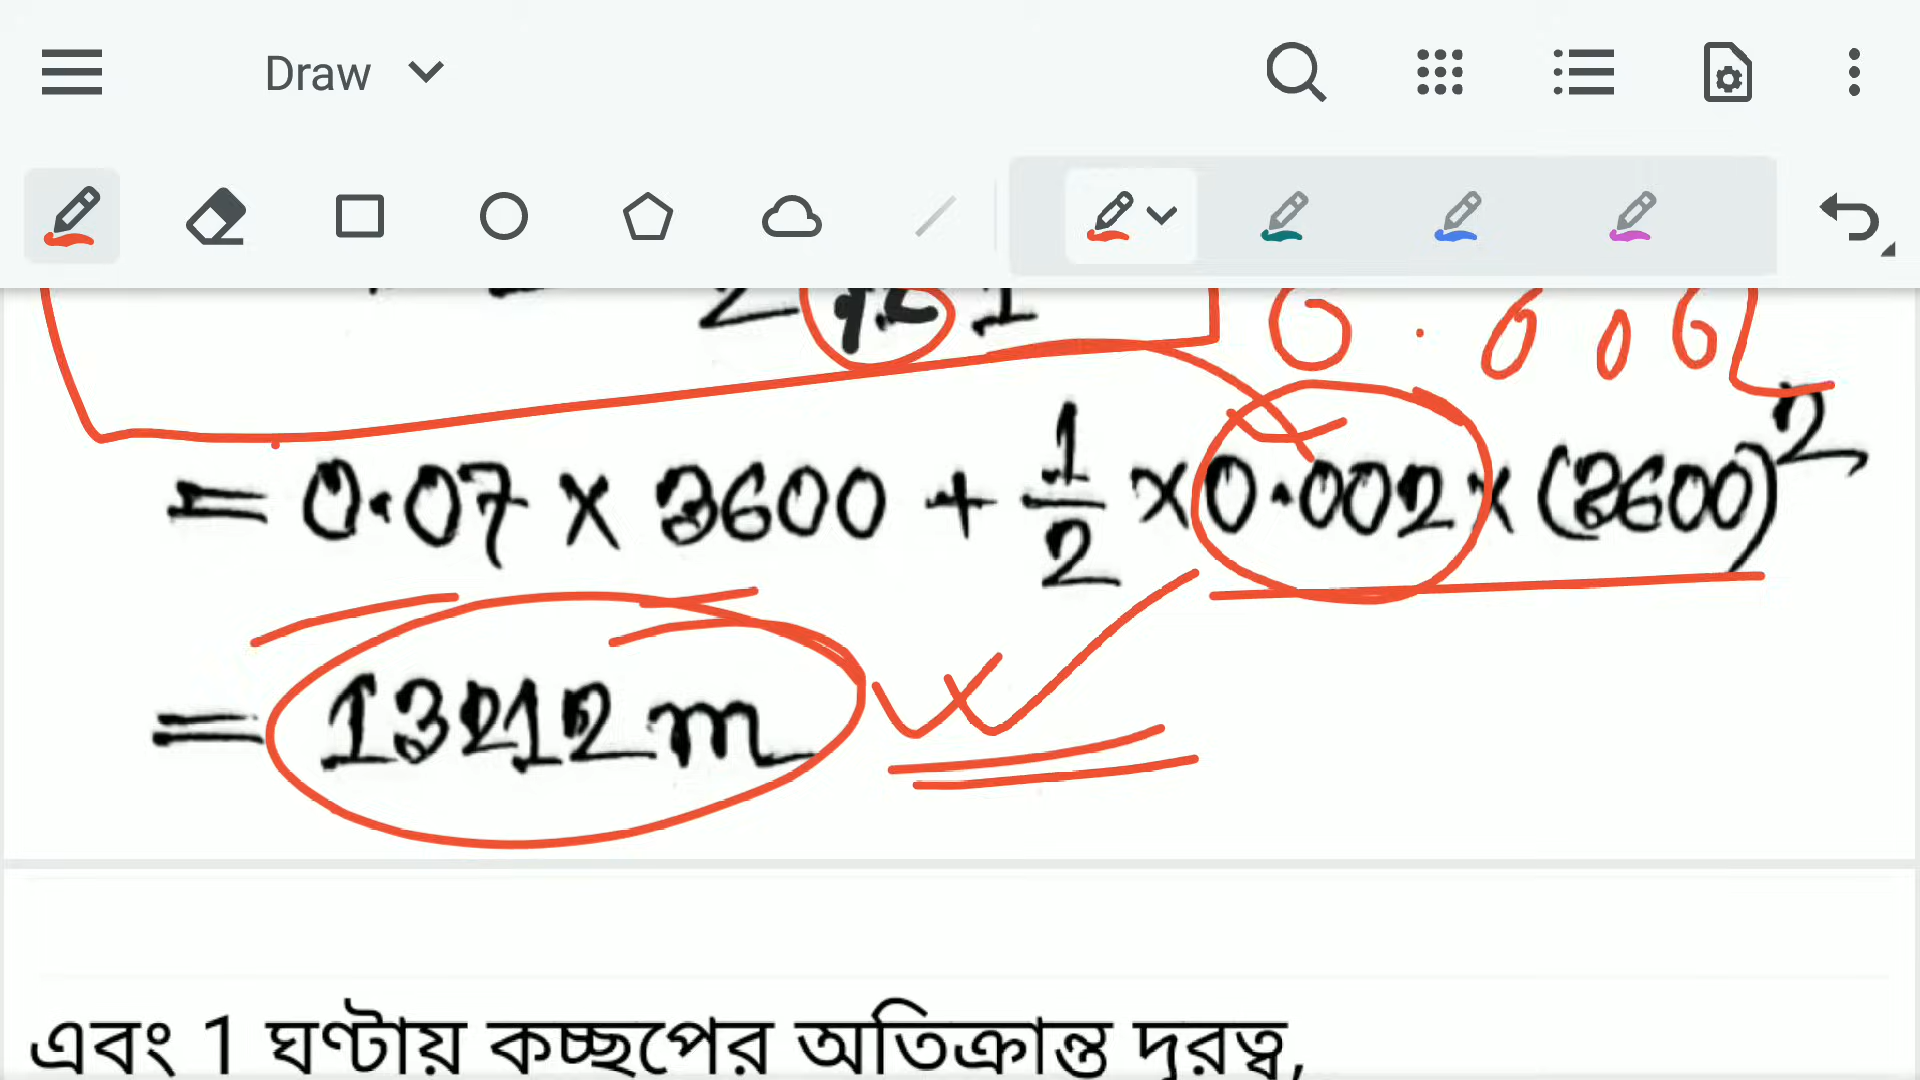 Draw
0.002
= 0.07 × 3600 + 1/2 × 0.002 × (3600)²
= 13212 m
এবং 1 ঘণ্টায় কচ্ছপের অতিক্রান্ত দূরত্ব,